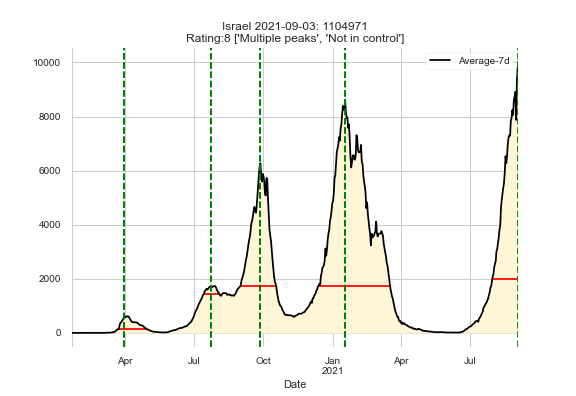 Israel 2021-09-03: 1104971
Rating:8 ['Multiple peaks', 'Not in control']
Average-7d
10000
8000
6000
4000
2000
0
Apr
Jul
Oct
Jan
2021
Apr
Jul
Date